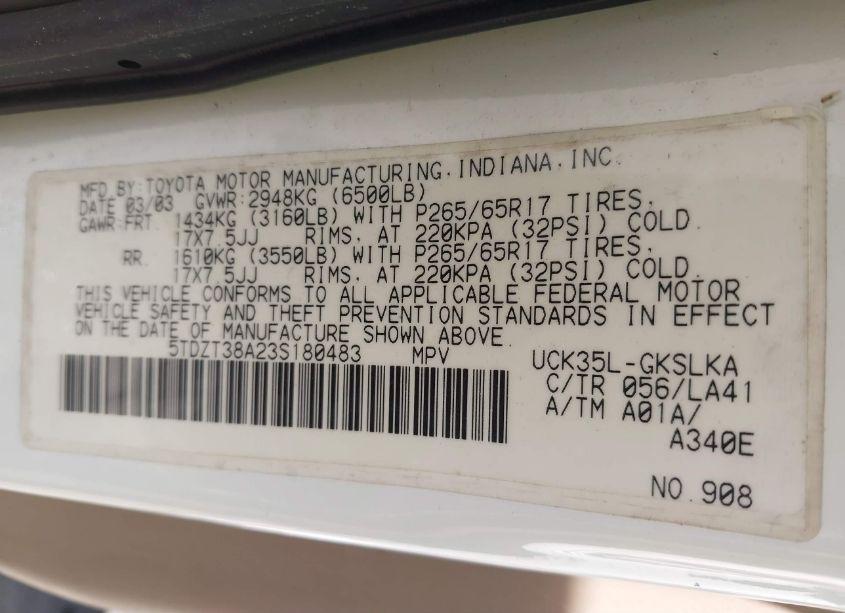 MFD.BY:TOYOTA MOTOR MANUFACTURING.INDIANA.INC.
DATE 03/03 GVWR:2948KG (6500LB)
GAWR:FRT. 1434KG (3160LB) WITH P265/65R17 TIRES.
17X7.5JJ RIMS. AT 220KPA (32PSI) COLD.
RR. 1610KG (3550LB) WITH P265/65R17 TIRES.
17X7.5JJ RIMS. AT 220KPA (32PSI) COLD.
THIS VEHICLE CONFORMS TO ALL APPLICABLE FEDERAL MOTOR
VEHICLE SAFETY AND THEFT PREVENTION STANDARDS IN EFFECT
ON THE DATE OF MANUFACTURE SHOWN ABOVE.
5TDZT38A23S180483 MPV UCK35L-GKSLKA
C/TR 056/LA41
A/TM A01A/
A340E
NO.908